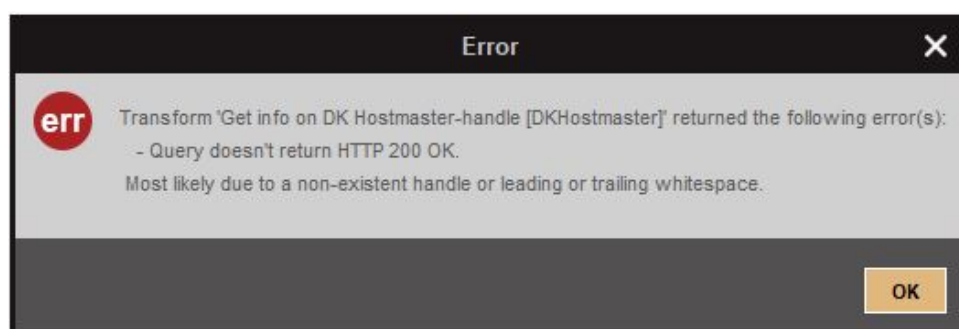 Error
err
Transform 'Get info on DK Hostmaster-handle [DKHostmaster]' returned the following error(s):
- Query doesn't return HTTP 200 OK.
Most likely due to a non-existent handle or leading or trailing whitespace.
OK